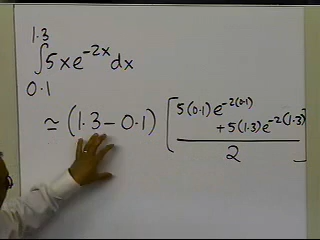 1.3
∫5xe^{-2x}dx
0.1
≃ (1.3 - 0.1) [ (5(0.1)e^{-2(0.1)} + 5(1.3)e^{-2(1.3)}) / 2 ]